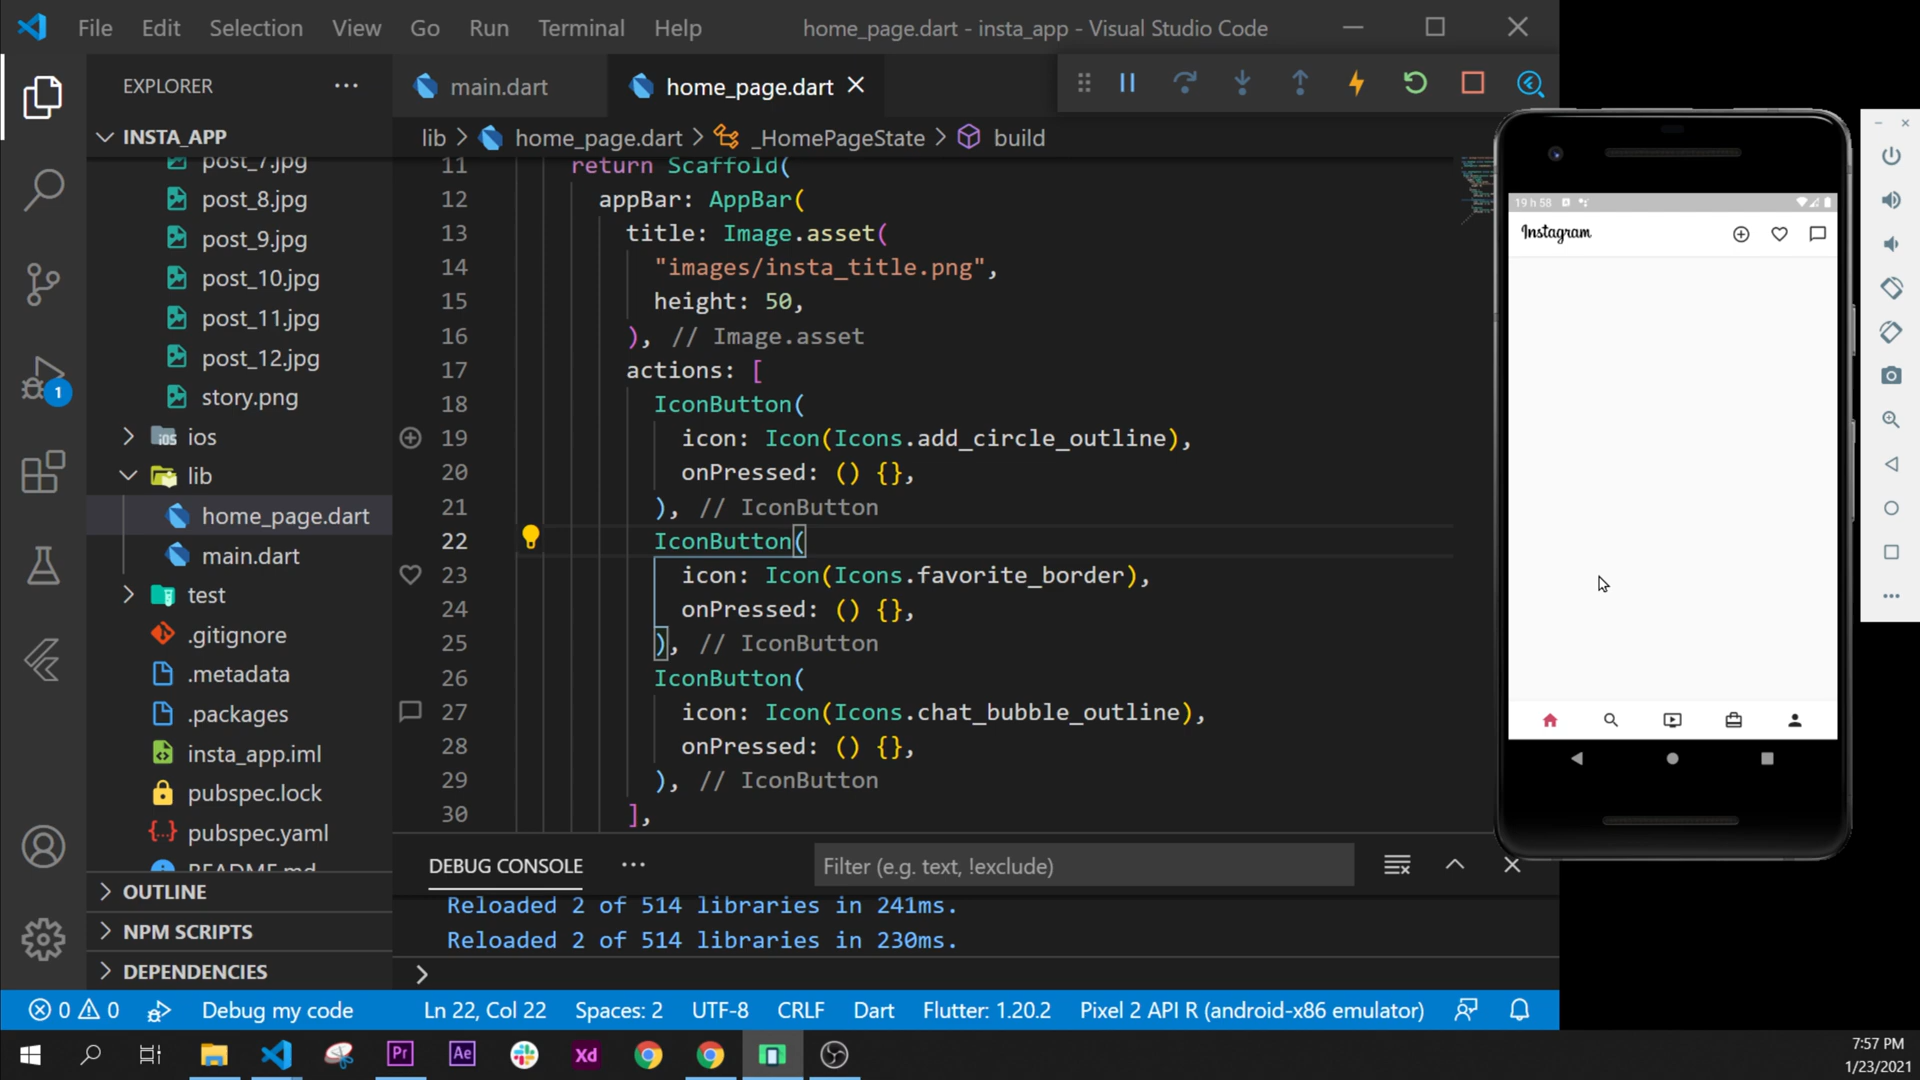 File Edit Selection View Go Run Terminal Help home_page.dart - insta_app - Visual Studio Code
EXPLORER
main.dart
home_page.dart
INSTA_APP
lib home_page.dart _HomePageState build
post_7.jpg
post_8.jpg
post_9.jpg
post_10.jpg
post_11.jpg
post_12.jpg
story.png
ios
lib
home_page.dart
main.dart
test
.gitignore
.metadata
.packages
insta_app.iml
pubspec.lock
pubspec.yaml
README.md
OUTLINE
NPM SCRIPTS
DEPENDENCIES
1
11 return Scaffold(
12 appBar: AppBar(
13 title: Image.asset(
14 "images/insta_title.png",
15 height: 50,
16 ), // Image.asset
17 actions: [
18 IconButton(
19 icon: Icon(Icons.add_circle_outline),
20 onPressed: () {},
21 ), // IconButton
22 IconButton(
23 icon: Icon(Icons.favorite_border),
24 onPressed: () {},
25 ), // IconButton
26 IconButton(
27 icon: Icon(Icons.chat_bubble_outline),
28 onPressed: () {},
29 ), // IconButton
30 ],
DEBUG CONSOLE
Filter (e.g. text, !exclude)
Reloaded 2 of 514 libraries in 241ms.
Reloaded 2 of 514 libraries in 230ms.
19 h 58
Instagram
0 0 Debug my code Ln 22, Col 22 Spaces: 2 UTF-8 CRLF Dart Flutter: 1.20.2 Pixel 2 API R (android-x86 emulator)
Pr Ae Xd
7:57 PM
1/23/2021